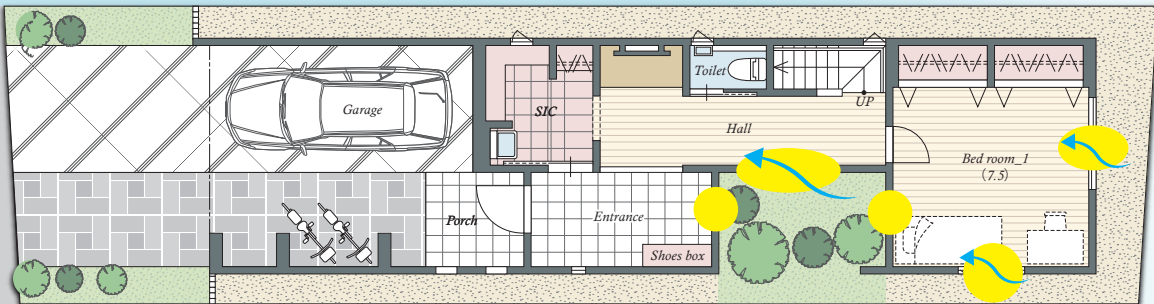 Garage
SIC
Toilet
UP
Hall
Bed room_1
(7.5)
Porch
Entrance
Shoes box